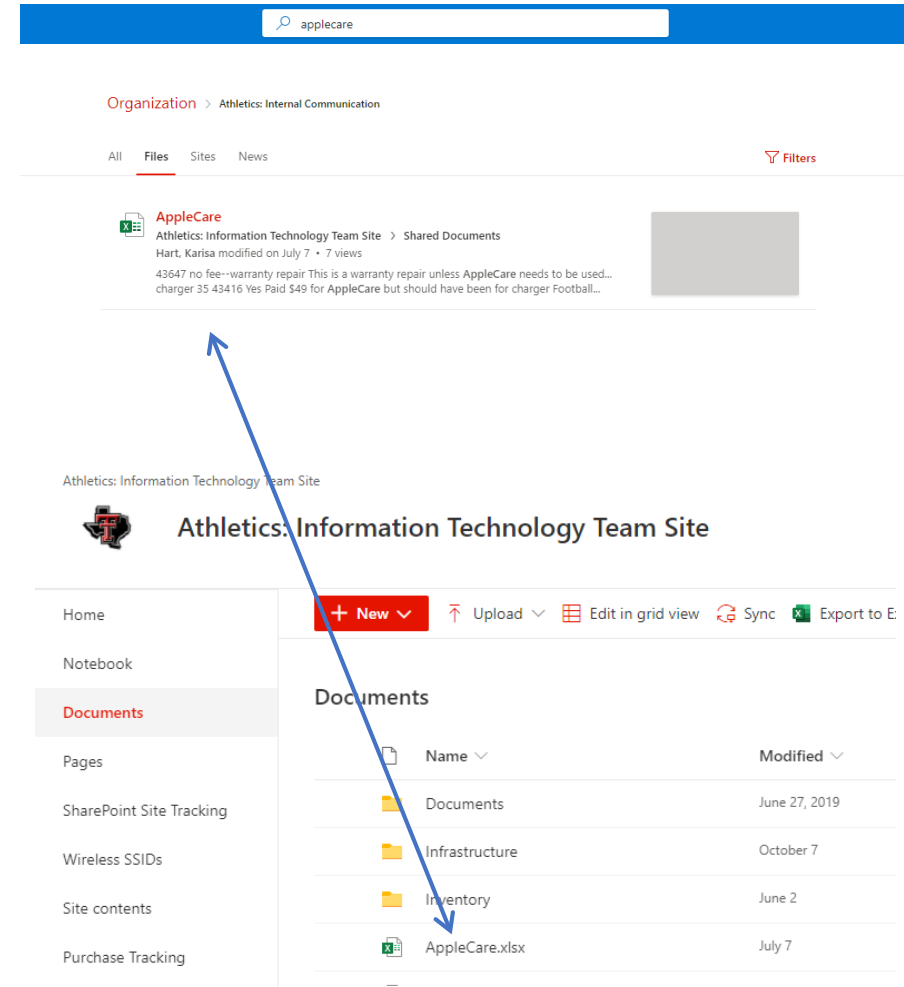 applecare
Organization > Athletics: Internal Communication
All Files Sites News Filters
AppleCare
Athletics: Information Technology Team Site > Shared Documents
Hart, Karisa modified on July 7 • 7 views
43647 no fee--warranty repair This is a warranty repair unless AppleCare needs to be used...
charger 35 43416 Yes Paid $49 for AppleCare but should have been for charger Football...
Athletics: Information Technology Team Site
Athletics: Information Technology Team Site
Home
+ New Upload Edit in grid view Sync Export to E
Notebook
Documents
Documents
Pages
Name Modified
SharePoint Site Tracking
Documents June 27, 2019
Wireless SSIDs
Infrastructure October 7
Site contents
Inventory June 2
Purchase Tracking
AppleCare.xlsx July 7